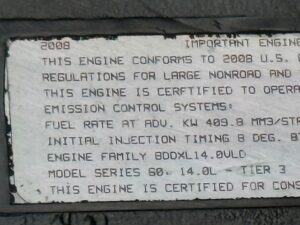 2008 IMPORTANT ENGINE
THIS ENGINE CONFORMS TO 2008 U.S.
REGULATIONS FOR LARGE NONROAD AND
THIS ENGINE IS CERTFIED TO OPERA
EMISSION CONTROL SYSTEMS:
FUEL RATE AT ADV. KW 409.8 MM3/STR
INITIAL INJECTION TIMING 8 DEG. B
ENGINE FAMILY 8DDXL14.0VLD
MODEL SERIES 60. 14.0L - TIER 3
THIS ENGINE IS CERTIFIED FOR CONS